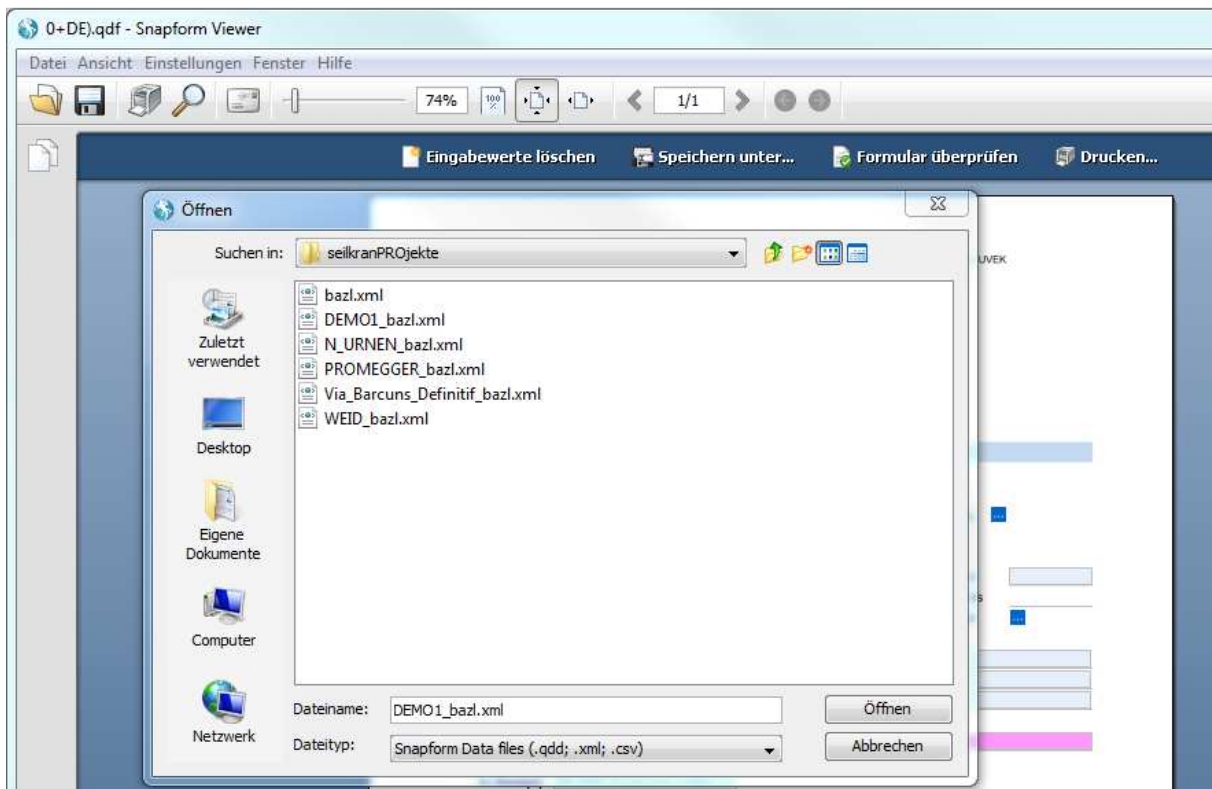 0+DE).qdf - Snapform Viewer
Datei Ansicht Einstellungen Fenster Hilfe
74% 100% 1/1
Eingabewerte löschen Speichern unter... Formular überprüfen Drucken...
Öffnen
Suchen in: seilkranPROjekte
UVEK
bazl.xml
DEMO1_bazl.xml
N_URNEN_bazl.xml
PROMEGGER_bazl.xml
Via_Barcuns_Definitif_bazl.xml
WEID_bazl.xml
Zuletzt
verwendet
Desktop
Eigene
Dokumente
Computer
Netzwerk
...
...
Dateiname: DEMO1_bazl.xml Öffnen
Dateityp: Snapform Data files (.qdd; .xml; .csv) Abbrechen